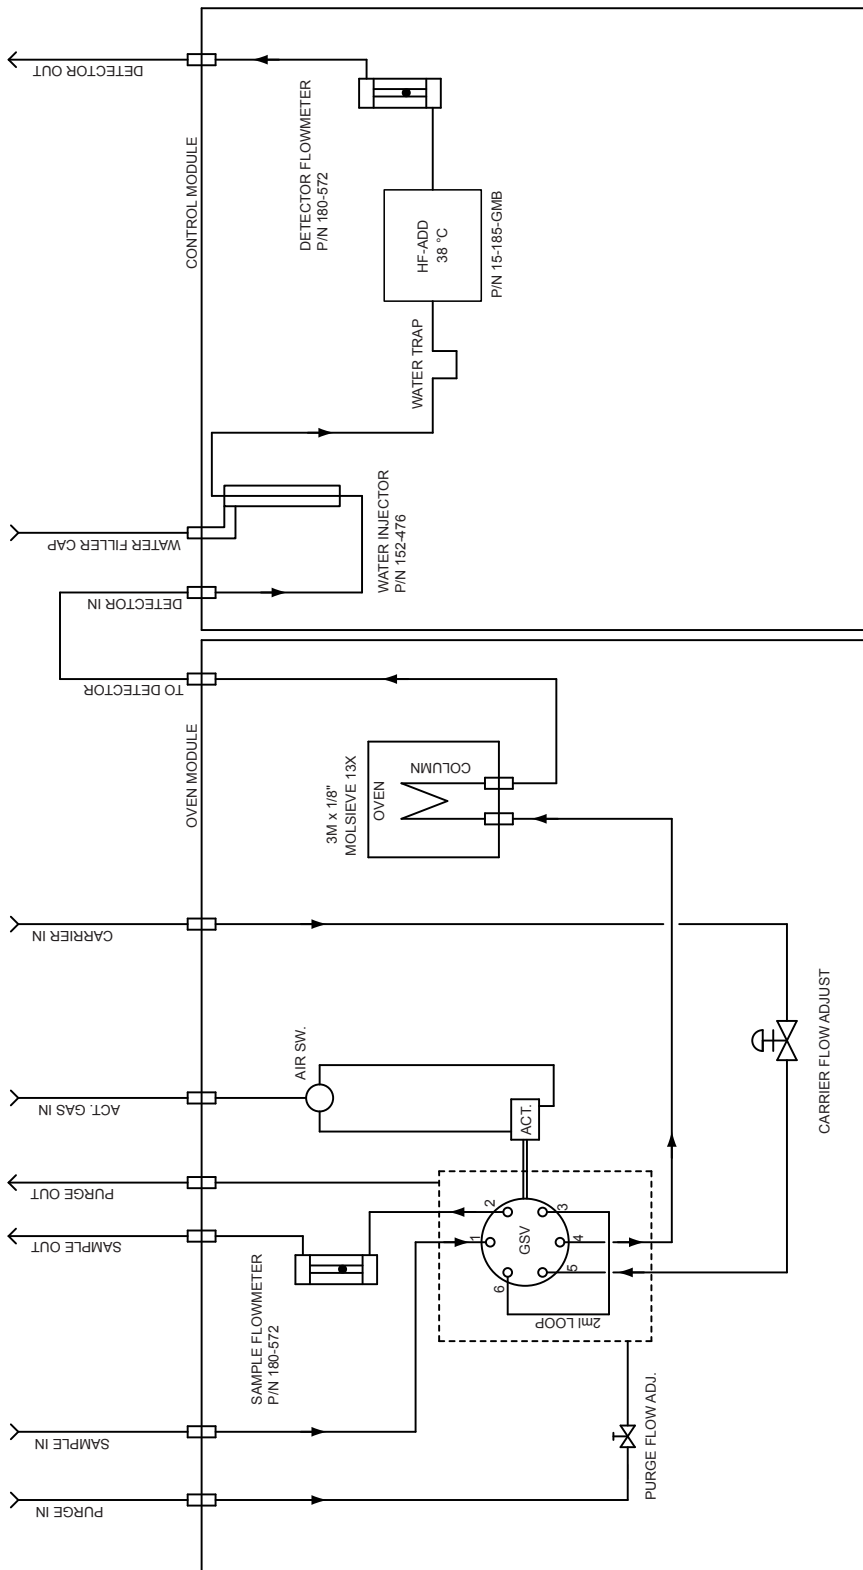 DETECTOR OUT
CONTROL MODULE
DETECTOR FLOWMETER
P/N 180-572
HF-ADD
38 °C
P/N 15-185-GMB
WATER TRAP
WATER FILLER CAP
WATER INJECTOR
P/N 152-476
DETECTOR IN
TO DETECTOR
OVEN MODULE
3M x 1/8"
MOLSIEVE 13X
OVEN
COLUMN
CARRIER IN
CARRIER FLOW ADJUST
AIR SW.
ACT. GAS IN
ACT.
PURGE OUT
SAMPLE OUT
SAMPLE FLOWMETER
P/N 180-572
GSV
1
2
3
4
5
6
2ml LOOP
SAMPLE IN
PURGE IN
PURGE FLOW ADJ.